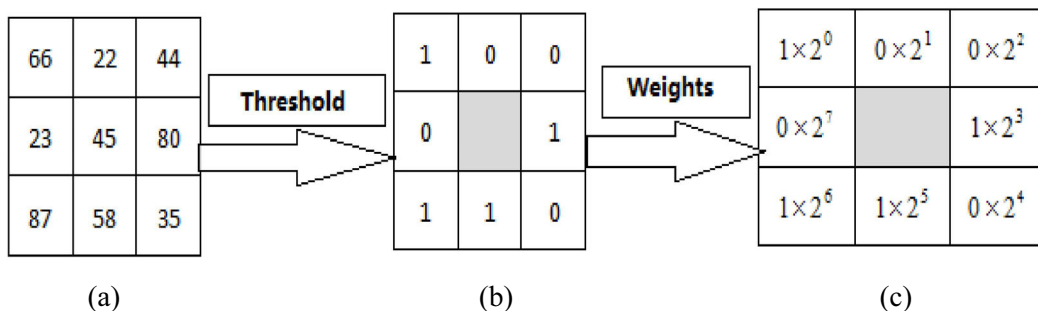 66 22 44
23 45 80
87 58 35
Threshold
1 0 0
0 1
1 1 0
Weights
1×2⁰ 0×2¹ 0×2²
0×2⁷ 1×2³
1×2⁶ 1×2⁵ 0×2⁴
(a) (b) (c)